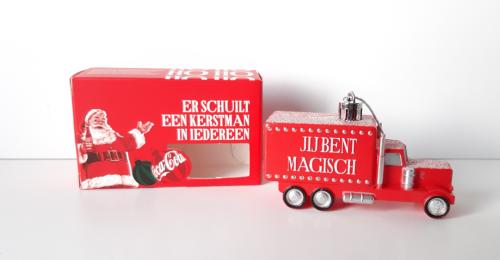 ER SCHUILT
EEN KERSTMAN
IN IEDEREEN
Coca-Cola
JIJ BENT
MAGISCH